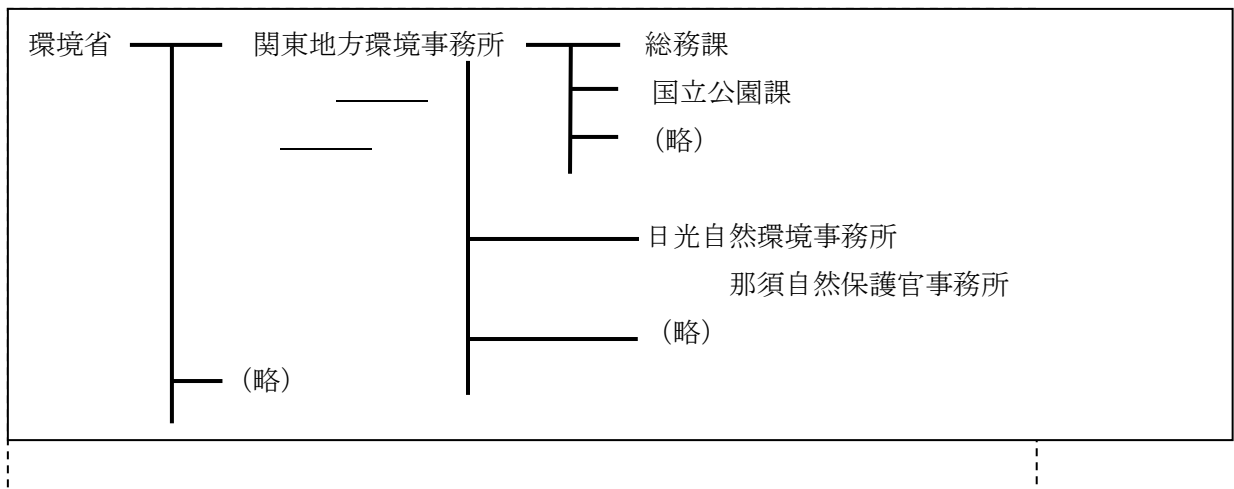 環境省 関東地方環境事務所 総務課
国立公園課
（略）
日光自然環境事務所
那須自然保護官事務所
（略）
（略）